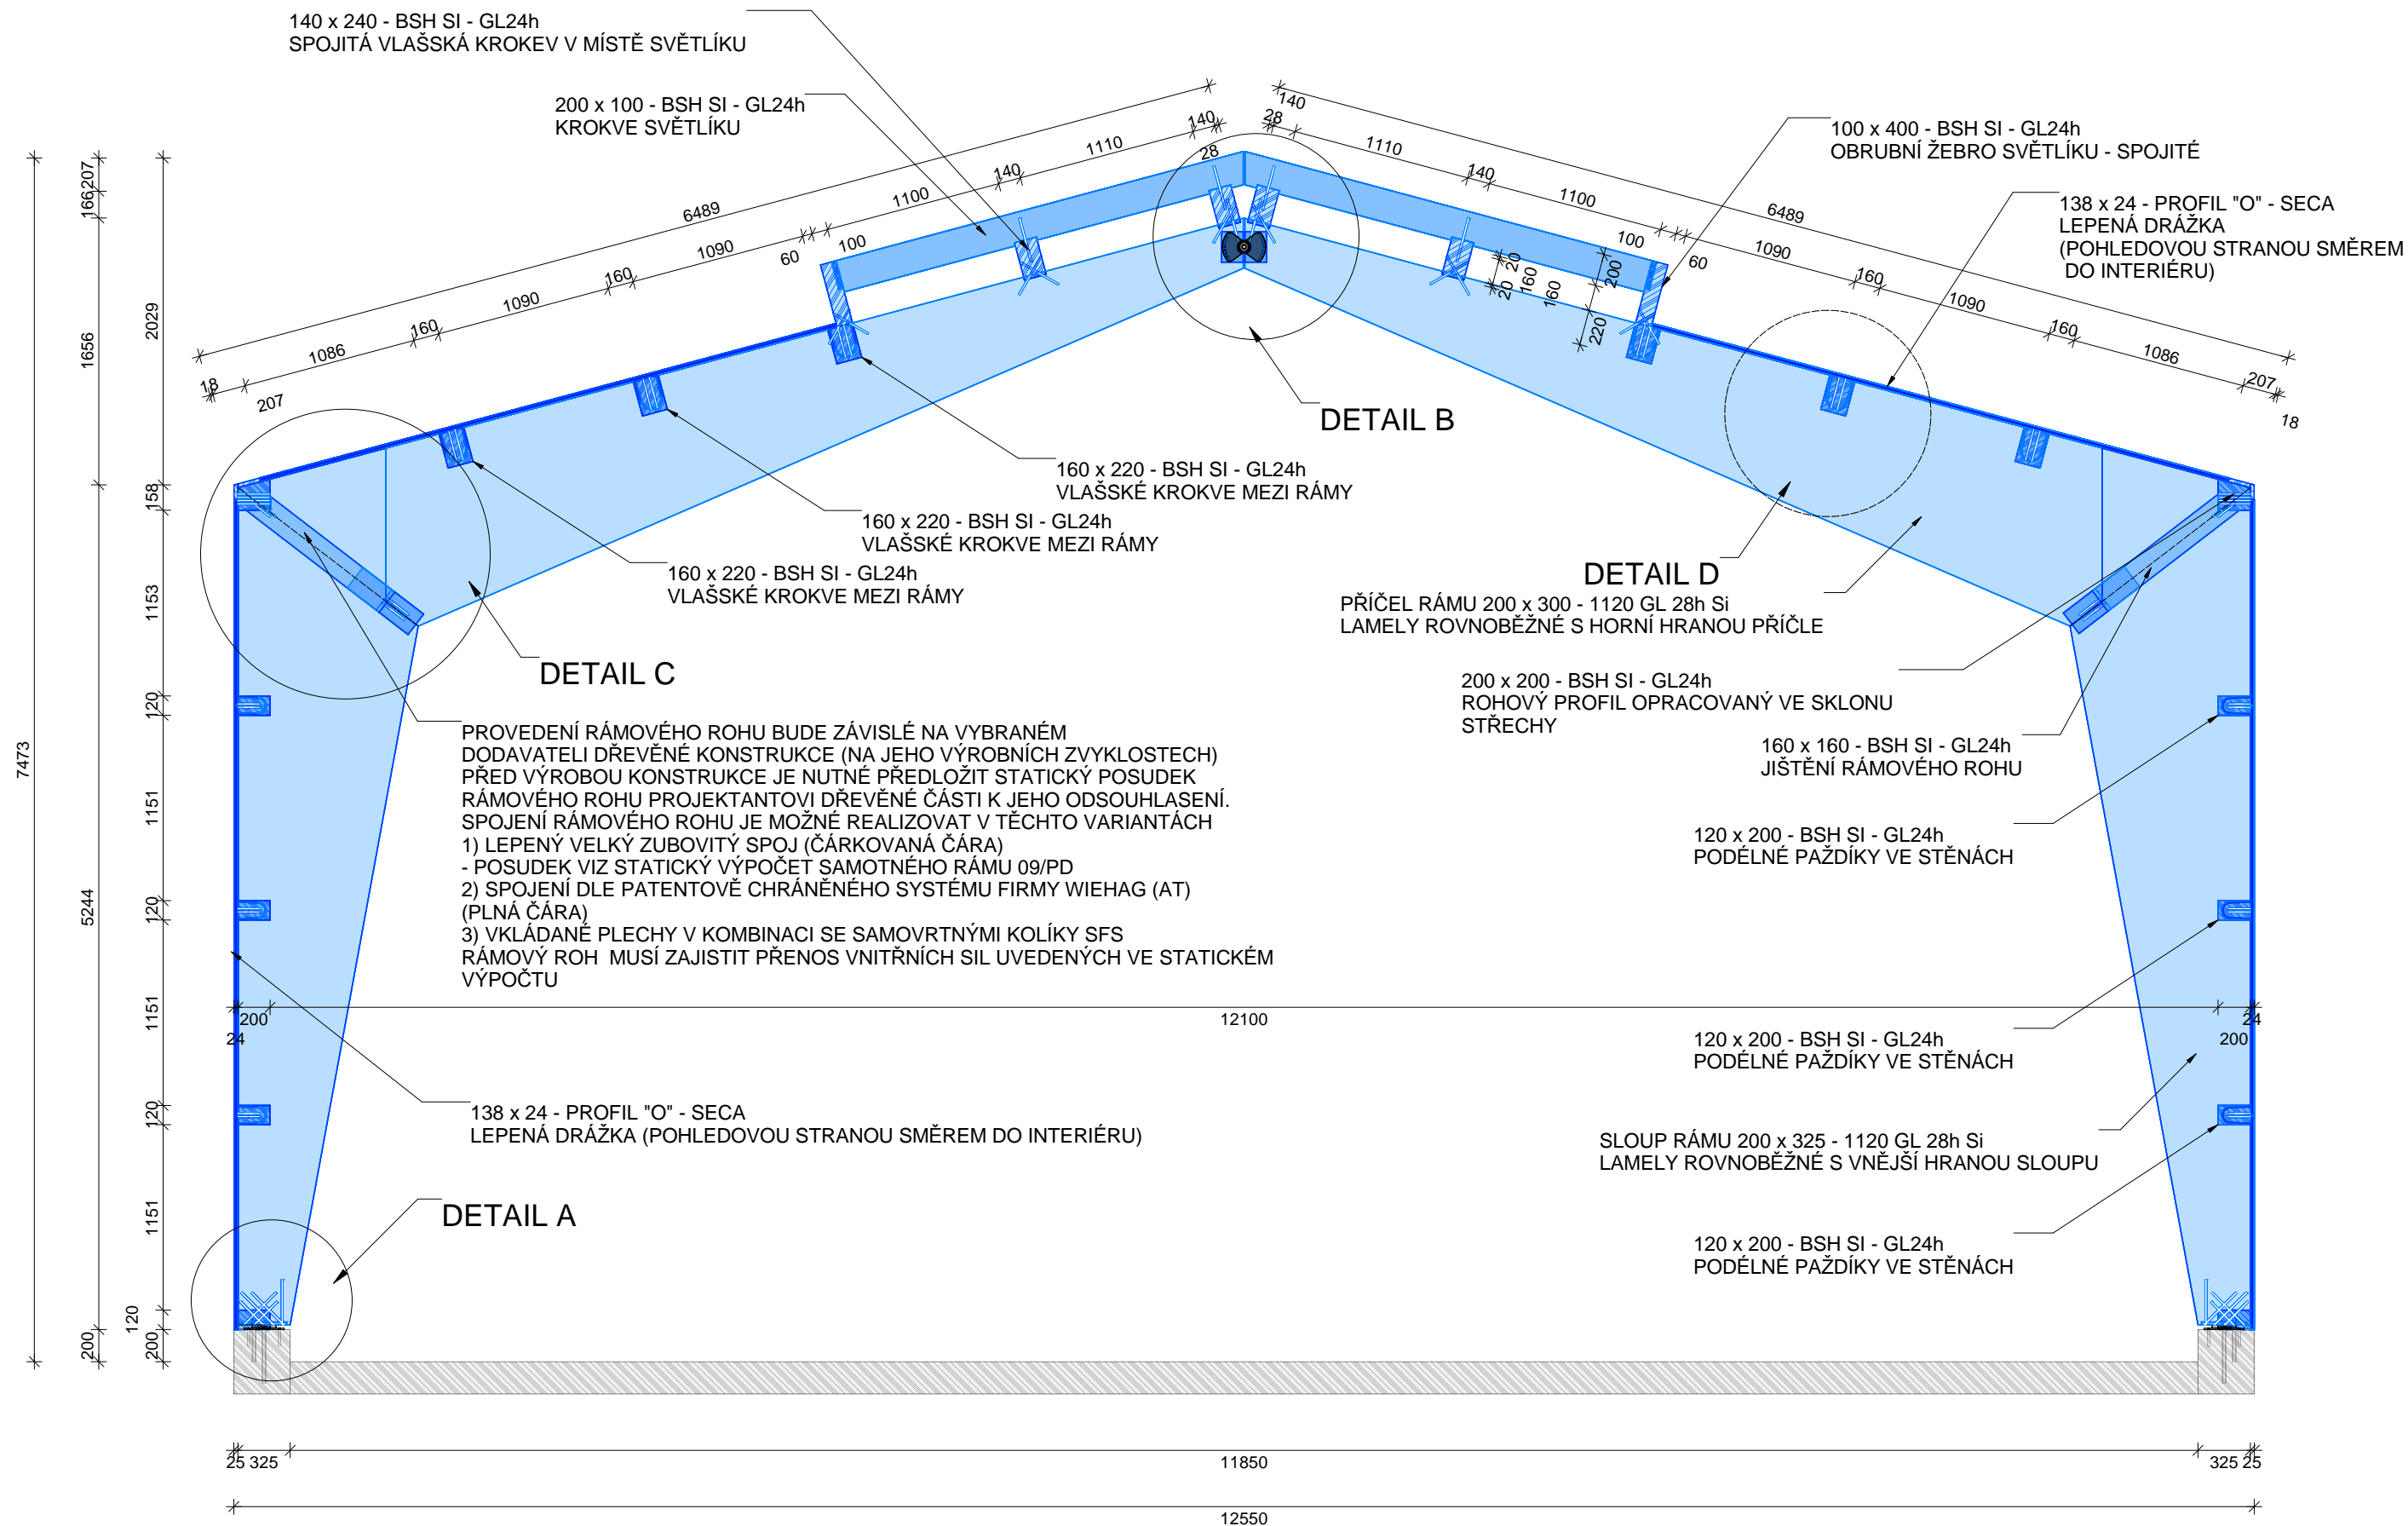 140 x 240 - BSH SI - GL24h
SPOJITÁ VLAŠSKÁ KROKEV V MÍSTĚ SVĚTLÍKU
200 x 100 - BSH SI - GL24h
KROKVE SVĚTLÍKU
100 x 400 - BSH SI - GL24h
OBRUBNÍ ŽEBRO SVĚTLÍKU - SPOJITÉ
138 x 24 - PROFIL "O" - SECA
LEPENÁ DRÁŽKA
(POHLEDOVOU STRANOU SMĚREM
DO INTERIÉRU)
6489
18
207
1086
160
1090
160
1090
60
100
1100
140
1110
140
28
140
28
1110
140
1100
6489
100
60
1090
160
1090
160
1086
207
18
20
160
20
160
200
220
DETAIL B
160 x 220 - BSH SI - GL24h
VLAŠSKÉ KROKVE MEZI RÁMY
160 x 220 - BSH SI - GL24h
VLAŠSKÉ KROKVE MEZI RÁMY
160 x 220 - BSH SI - GL24h
VLAŠSKÉ KROKVE MEZI RÁMY
DETAIL D
PŘÍČEL RÁMU 200 x 300 - 1120 GL 28h Si
LAMELY ROVNOBĚŽNÉ S HORNÍ HRANOU PŘÍČLE
DETAIL C
200 x 200 - BSH SI - GL24h
ROHOVÝ PROFIL OPRACOVANÝ VE SKLONU
STŘECHY
160 x 160 - BSH SI - GL24h
JIŠTĚNÍ RÁMOVÉHO ROHU
PROVEDENÍ RÁMOVÉHO ROHU BUDE ZÁVISLÉ NA VYBRANÉM
DODAVATELI DŘEVĚNÉ KONSTRUKCE (NA JEHO VÝROBNÍCH ZVYKLOSTECH)
PŘED VÝROBOU KONSTRUKCE JE NUTNÉ PŘEDLOŽIT STATICKÝ POSUDEK
RÁMOVÉHO ROHU PROJEKTANTOVI DŘEVĚNÉ ČÁSTI K JEHO ODSOUHLASENÍ.
SPOJENÍ RÁMOVÉHO ROHU JE MOŽNÉ REALIZOVAT V TĚCHTO VARIANTÁCH
1) LEPENÝ VELKÝ ZUBOVITÝ SPOJ (ČÁRKOVANÁ ČÁRA)
- POSUDEK VIZ STATICKÝ VÝPOČET SAMOTNÉHO RÁMU 09/PD
2) SPOJENÍ DLE PATENTOVĚ CHRÁNĚNÉHO SYSTÉMU FIRMY WIEHAG (AT)
(PLNÁ ČÁRA)
3) VKLÁDANÉ PLECHY V KOMBINACI SE SAMOVRTNÝMI KOLÍKY SFS
RÁMOVÝ ROH  MUSÍ ZAJISTIT PŘENOS VNITŘNÍCH SIL UVEDENÝCH VE STATICKÉM
VÝPOČTU
120 x 200 - BSH SI - GL24h
PODÉLNÉ PAŽDÍKY VE STĚNÁCH
120 x 200 - BSH SI - GL24h
PODÉLNÉ PAŽDÍKY VE STĚNÁCH
138 x 24 - PROFIL "O" - SECA
LEPENÁ DRÁŽKA (POHLEDOVOU STRANOU SMĚREM DO INTERIÉRU)
SLOUP RÁMU 200 x 325 - 1120 GL 28h Si
LAMELY ROVNOBĚŽNÉ S VNĚJŠÍ HRANOU SLOUPU
DETAIL A
120 x 200 - BSH SI - GL24h
PODÉLNÉ PAŽDÍKY VE STĚNÁCH
7473
207
166
1656
5244
200
2029
158
1153
120
1151
120
1151
120
1151
120
200
24
200
12100
24
200
25 325
11850
325 25
12550